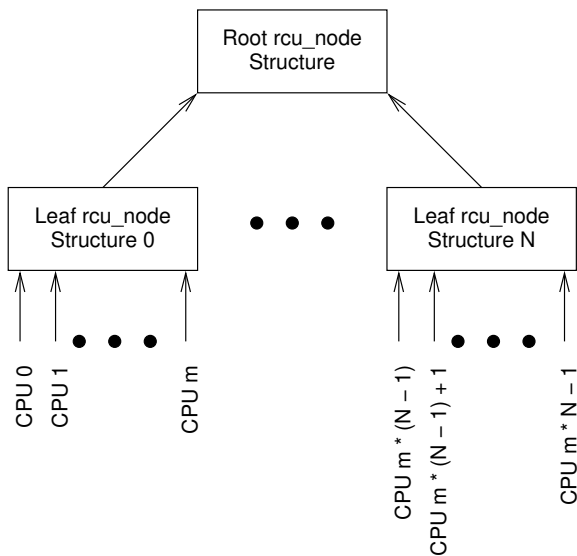 Root rcu_node
Structure
Leaf rcu_node
Structure 0
Leaf rcu_node
Structure N
CPU 0
CPU 1
CPU m
CPU m * (N − 1)
CPU m * (N − 1) + 1
CPU m * N − 1